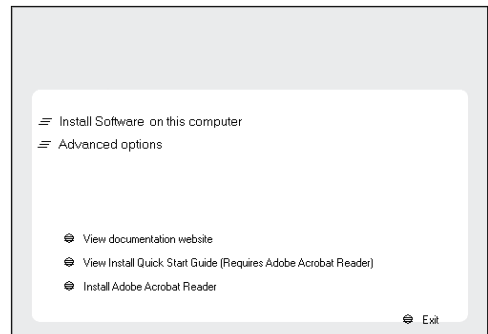 Install Software on this computer
Advanced options
View documentation website
View Install Quick Start Guide (Requires Adobe Acrobat Reader)
Install Adobe Acrobat Reader
Exit